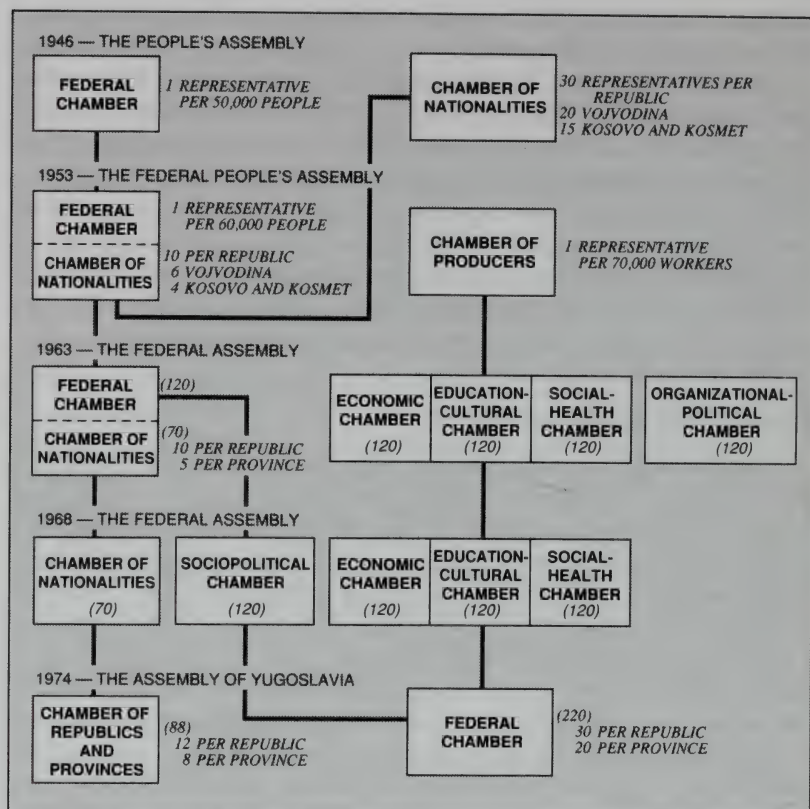 1946 — THE PEOPLE'S ASSEMBLY
FEDERAL
CHAMBER
1 REPRESENTATIVE
PER 50,000 PEOPLE
CHAMBER OF
NATIONALITIES
30 REPRESENTATIVES PER
REPUBLIC
20 VOJVODINA
15 KOSOVO AND KOSMET
1953 — THE FEDERAL PEOPLE'S ASSEMBLY
FEDERAL
CHAMBER
1 REPRESENTATIVE
PER 60,000 PEOPLE
CHAMBER OF
NATIONALITIES
10 PER REPUBLIC
6 VOJVODINA
4 KOSOVO AND KOSMET
CHAMBER OF
PRODUCERS
1 REPRESENTATIVE
PER 70,000 WORKERS
1963 — THE FEDERAL ASSEMBLY
FEDERAL
CHAMBER
(120)
CHAMBER OF
NATIONALITIES
(70)
10 PER REPUBLIC
5 PER PROVINCE
ECONOMIC
CHAMBER
(120)
EDUCATION-
CULTURAL
CHAMBER
(120)
SOCIAL-
HEALTH
CHAMBER
(120)
ORGANIZATIONAL-
POLITICAL
CHAMBER
(120)
1968 — THE FEDERAL ASSEMBLY
CHAMBER OF
NATIONALITIES
(70)
SOCIOPOLITICAL
CHAMBER
(120)
ECONOMIC
CHAMBER
(120)
EDUCATION-
CULTURAL
CHAMBER
(120)
SOCIAL-
HEALTH
CHAMBER
(120)
1974 — THE ASSEMBLY OF YUGOSLAVIA
CHAMBER OF
REPUBLICS
AND
PROVINCES
(88)
12 PER REPUBLIC
8 PER PROVINCE
FEDERAL
CHAMBER
(220)
30 PER REPUBLIC
20 PER PROVINCE